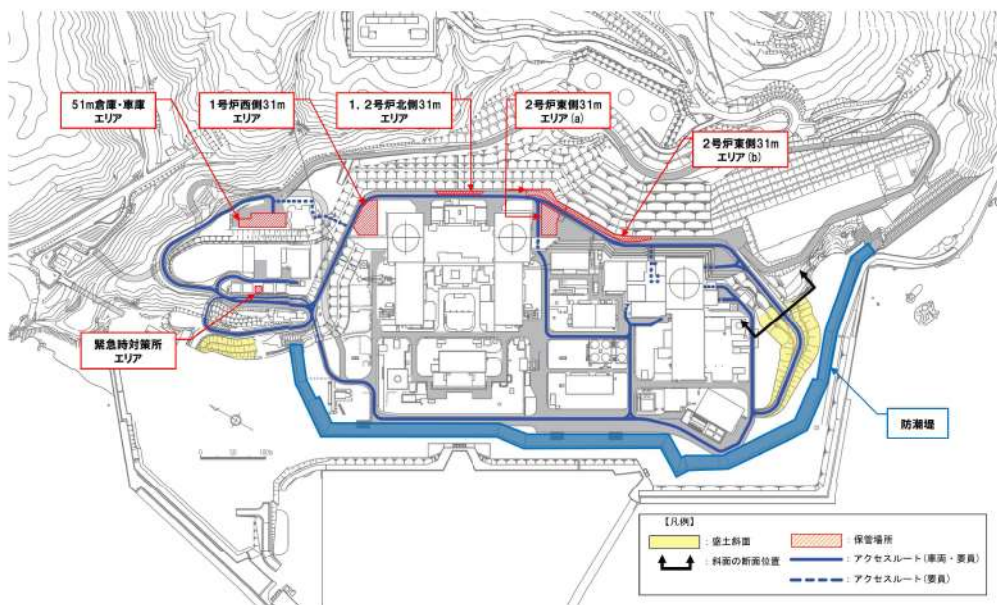 51m倉庫・車庫
エリア
1号炉西側31m
エリア
1，2号炉北側31m
エリア
2号炉東側31m
エリア(a)
2号炉東側31m
エリア(b)
緊急時対策所
エリア
防潮堤
【凡例】
：盛土斜面
：斜面の断面位置
：保管場所
：アクセスルート(車両・要員)
：アクセスルート(要員)